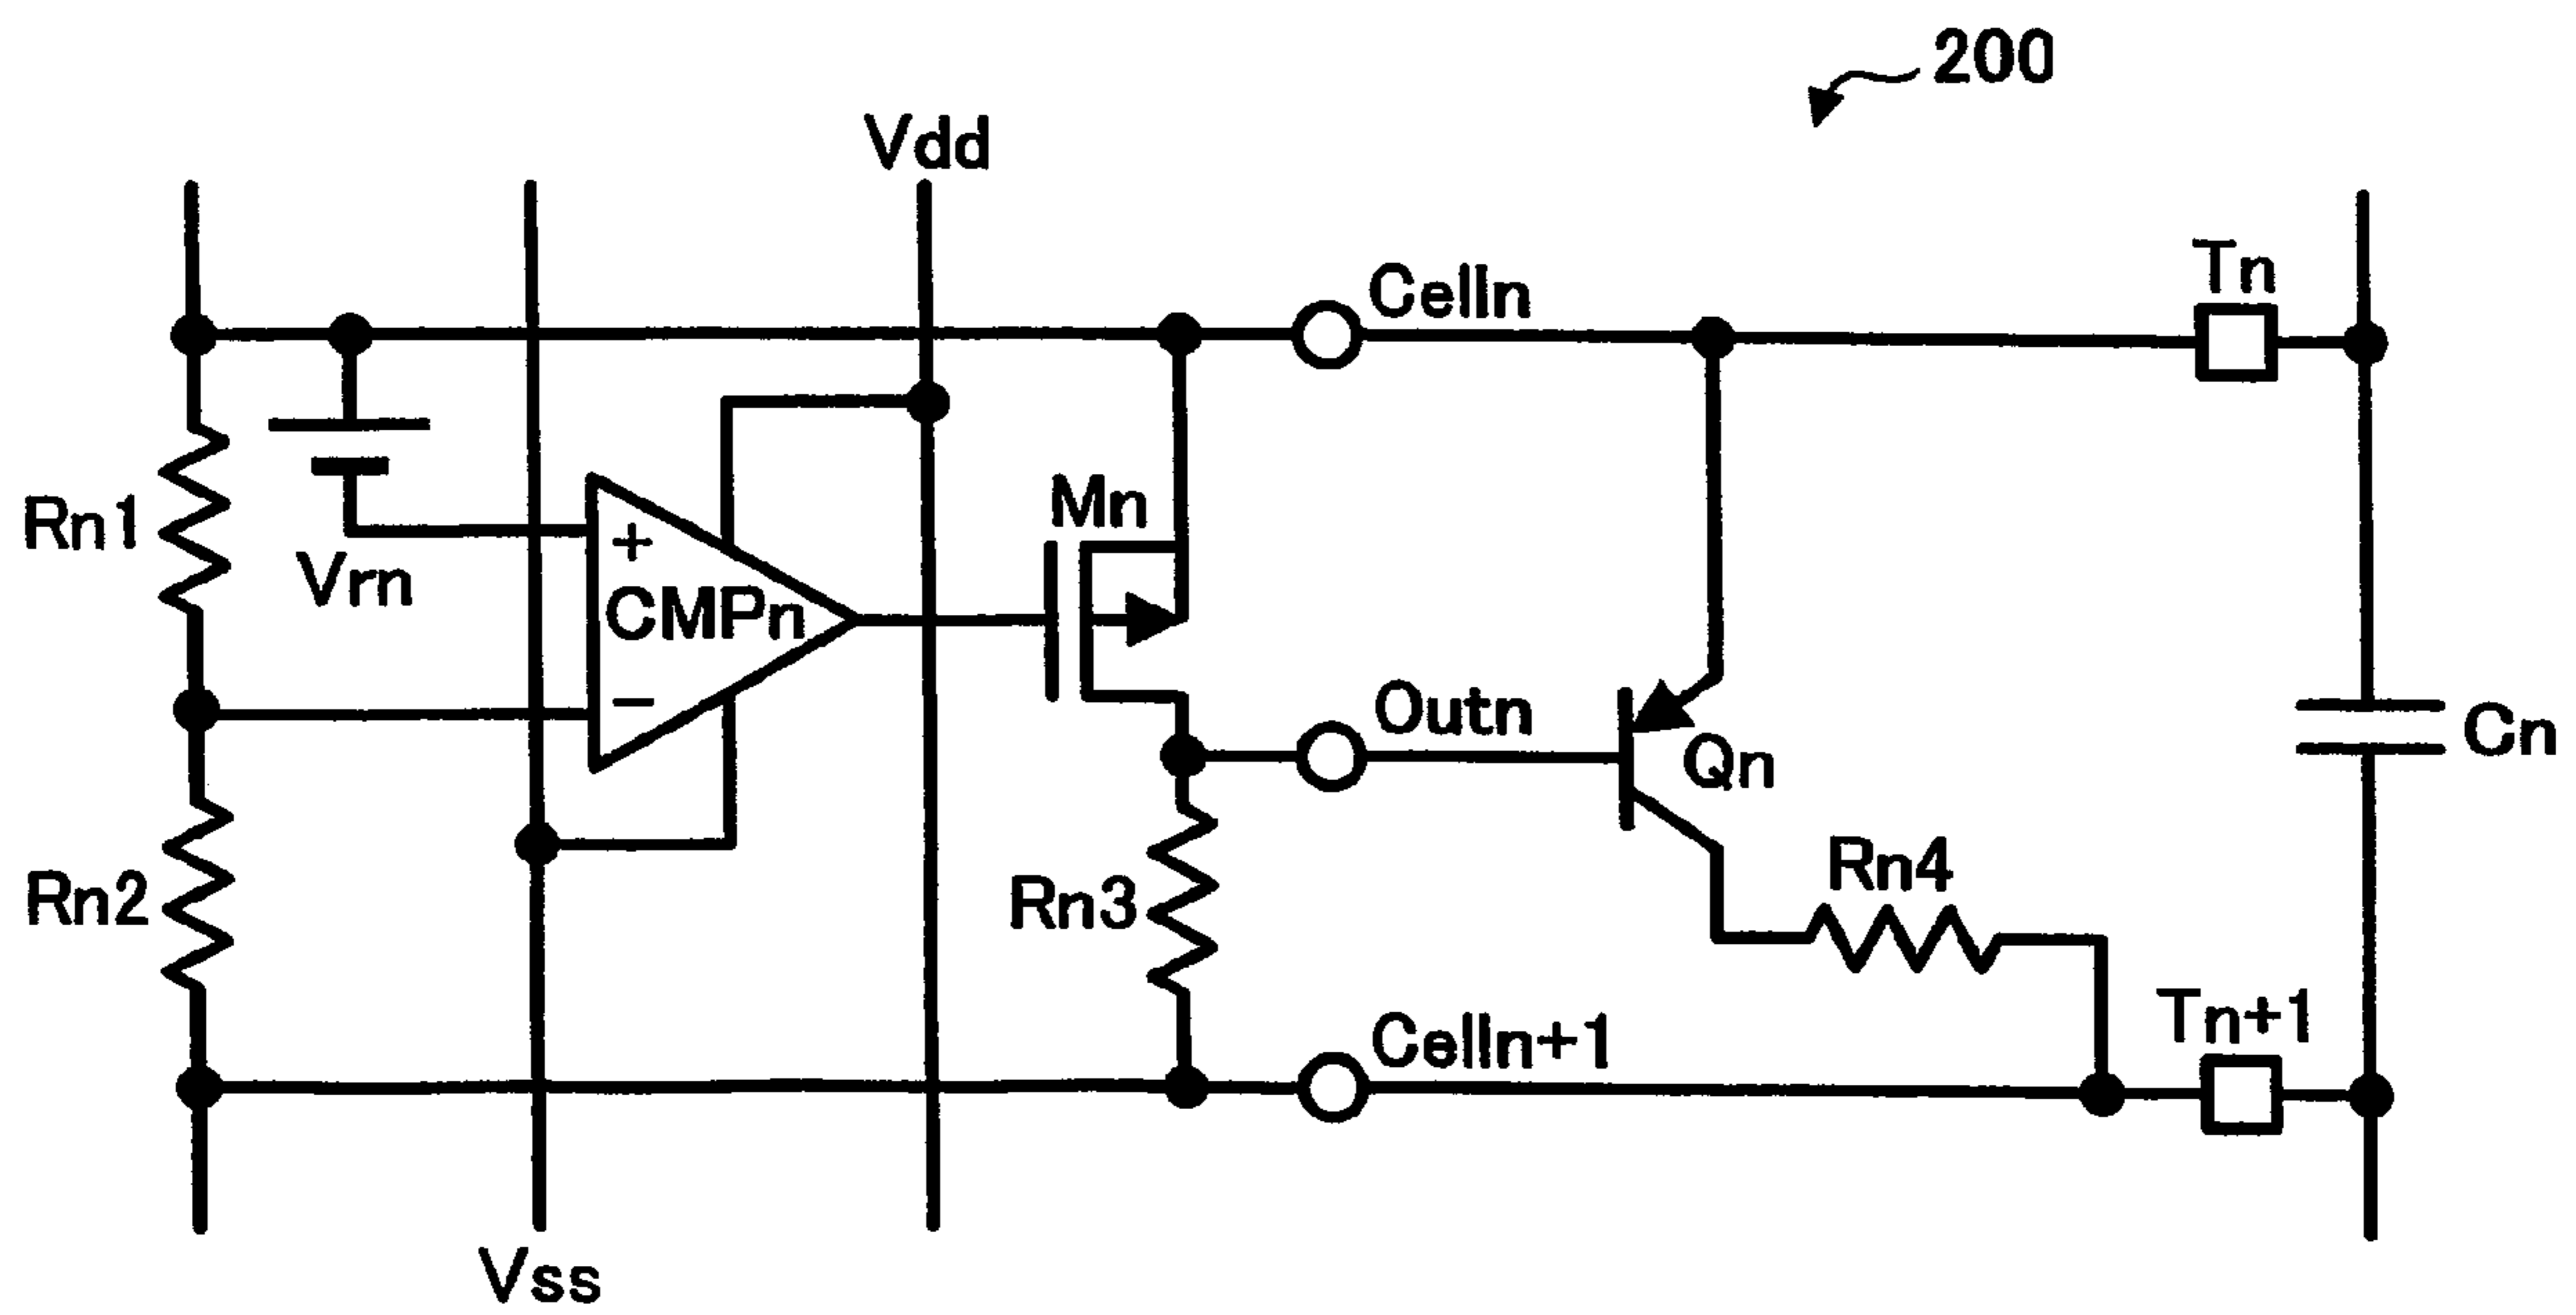 200
Vdd
Celln
Tn
Rn1
Vrn
+
CMPn
−
Mn
Outn
Qn
Cn
Rn2
Rn3
Rn4
Celln+1
Tn+1
Vss